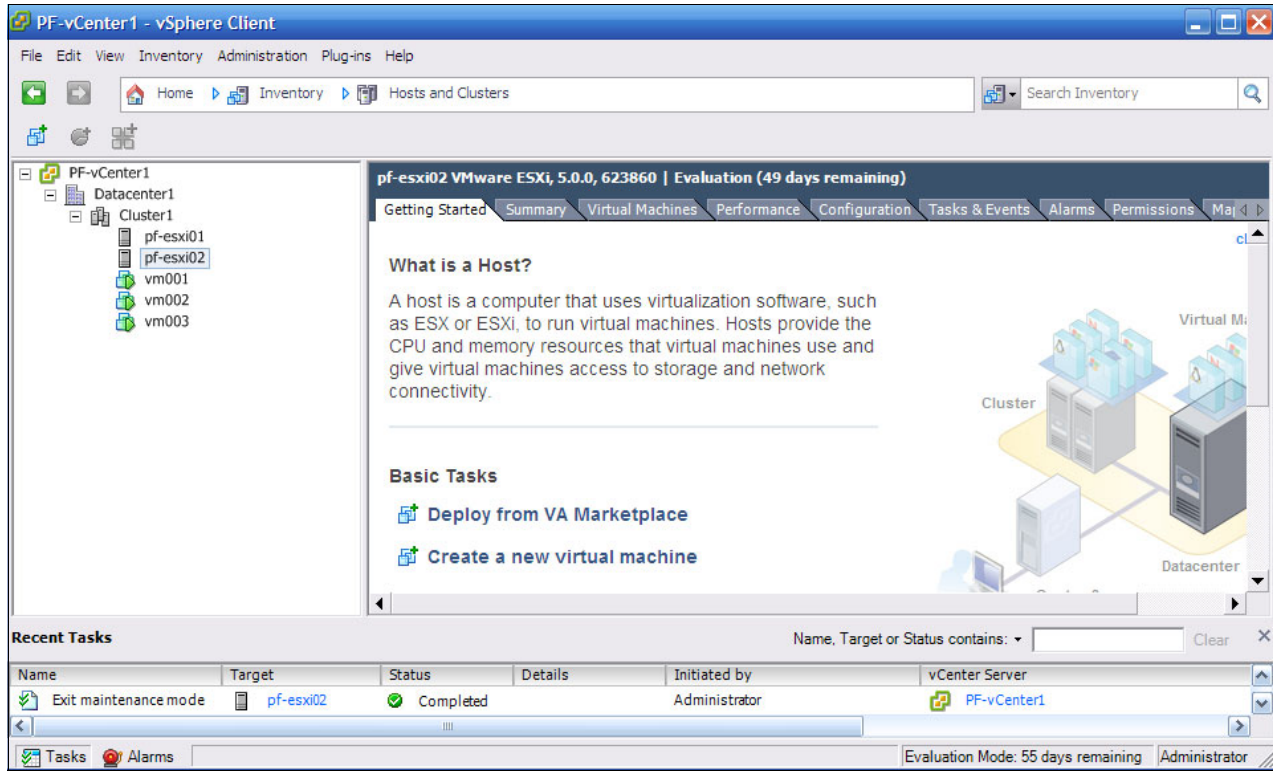 PF-vCenter1 - vSphere Client
File Edit View Inventory Administration Plug-ins Help
Home Inventory Hosts and Clusters
Search Inventory
PF-vCenter1
Datacenter1
Cluster1
pf-esxi01
pf-esxi02
vm001
vm002
vm003
pf-esxi02 VMware ESXi, 5.0.0, 623860 | Evaluation (49 days remaining)
Getting Started Summary Virtual Machines Performance Configuration Tasks & Events Alarms Permissions
What is a Host?
A host is a computer that uses virtualization software, such
as ESX or ESXi, to run virtual machines. Hosts provide the
CPU and memory resources that virtual machines use and
give virtual machines access to storage and network
connectivity.
Virtual
Cluster
Basic Tasks
Deploy from VA Marketplace
Create a new virtual machine
Datacenter
Recent Tasks
Name, Target or Status contains:
Clear
Name Target Status Details Initiated by vCenter Server
Exit maintenance mode pf-esxi02 Completed Administrator PF-vCenter1
Tasks Alarms Evaluation Mode: 55 days remaining Administrator